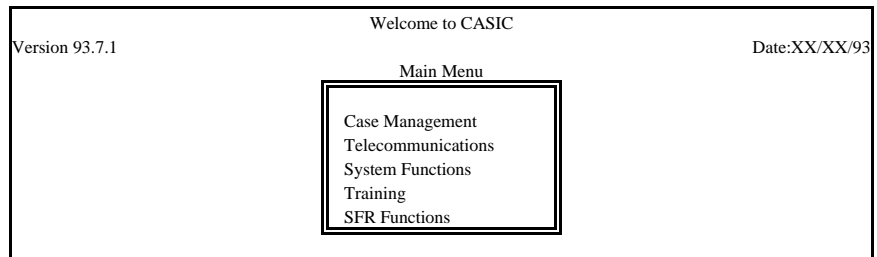 Welcome to CASIC
Version 93.7.1 Date:XX/XX/93
Main Menu
Case Management
Telecommunications
System Functions
Training
SFR Functions